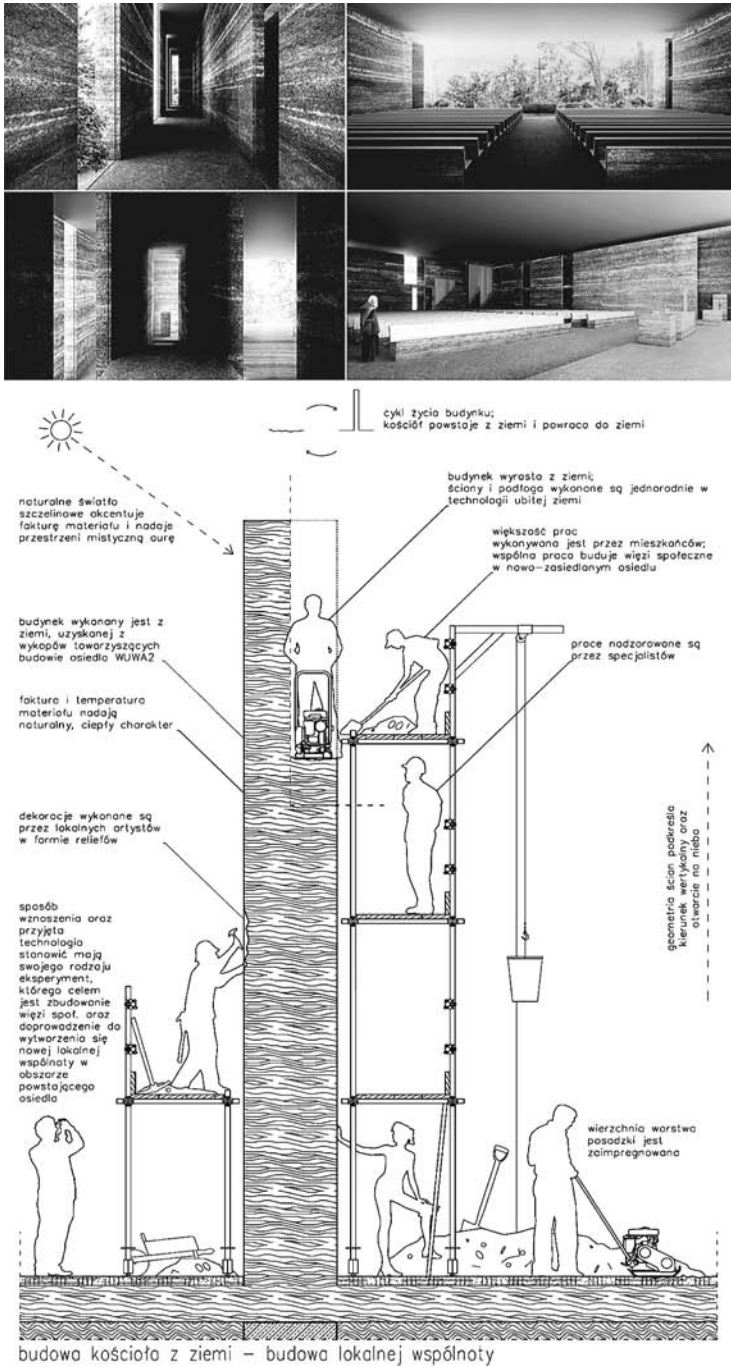 cykl życia budynku;
kościół powstaje z ziemi i powraca do ziemi
budynek wyrasta z ziemi;
ściany i podłoga wykonane są jednorodnie w
technologii ubitej ziemi
naturalne światło
szczelinowe akcentuje
fakturę materiału i nadaje
przestrzeni mistyczną aurę
większość prac
wykonywana jest przez mieszkańców;
wspólna praca buduje więzi społeczne
w nowo-zasiedlanym osiedlu
budynek wykonany jest z
ziemi, uzyskanej z
wykopów towarzyszących
budowie osiedla WUWA2
prace nadzorowane są
przez specjalistów
faktura i temperatura
materiału nadają
naturalny, ciepły charakter
dekoracje wykonane są
przez lokalnych artystów
w formie reliefów
geometria ścian podkreśla
kierunek wertykalny oraz
otwarcie na niebo
sposób
wznoszenia oraz
przyjęta
technologia
stanowić mają
swojego rodzaju
eksperyment,
którego celem
jest zbudowanie
więzi społ. oraz
doprowadzenie do
wytworzenia się
nowej lokalnej
wspólnoty w
obszarze
powstającego
osiedla
wierzchnia warstwa
posadzki jest
zaimpregnowana
budowa kościoła z ziemi – budowa lokalnej wspólnoty